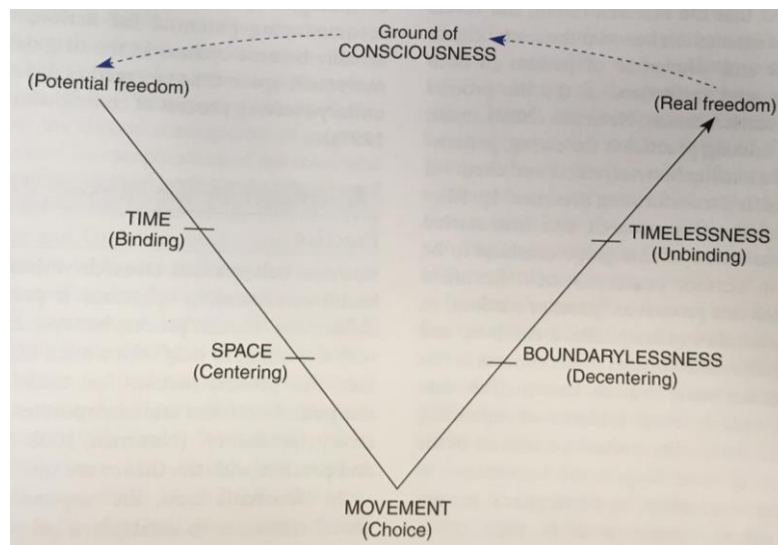 Ground of
CONSCIOUSNESS
(Potential freedom)
(Real freedom)
TIME
(Binding)
TIMELESSNESS
(Unbinding)
SPACE
(Centering)
BOUNDARYLESSNESS
(Decentering)
MOVEMENT
(Choice)